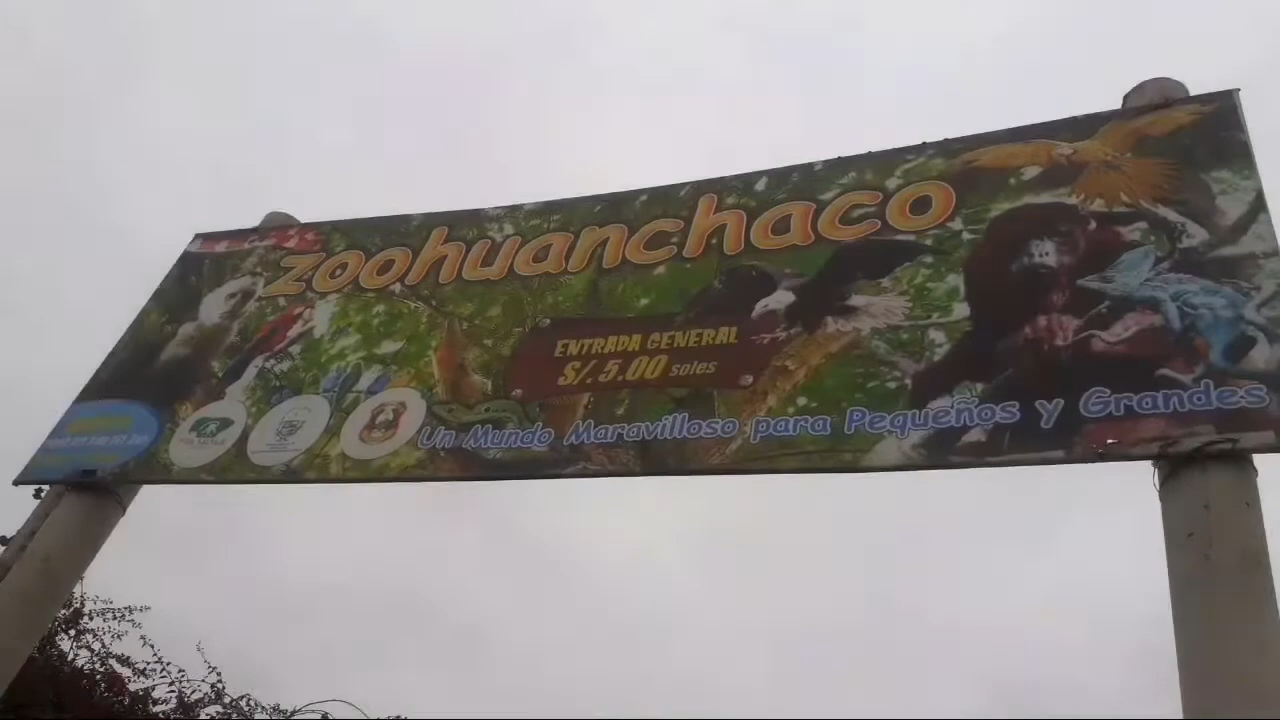 zoohuanchaco
ENTRADA GENERAL
S/. 5.00 soles
Un Mundo Maravilloso para Pequeños y Grandes